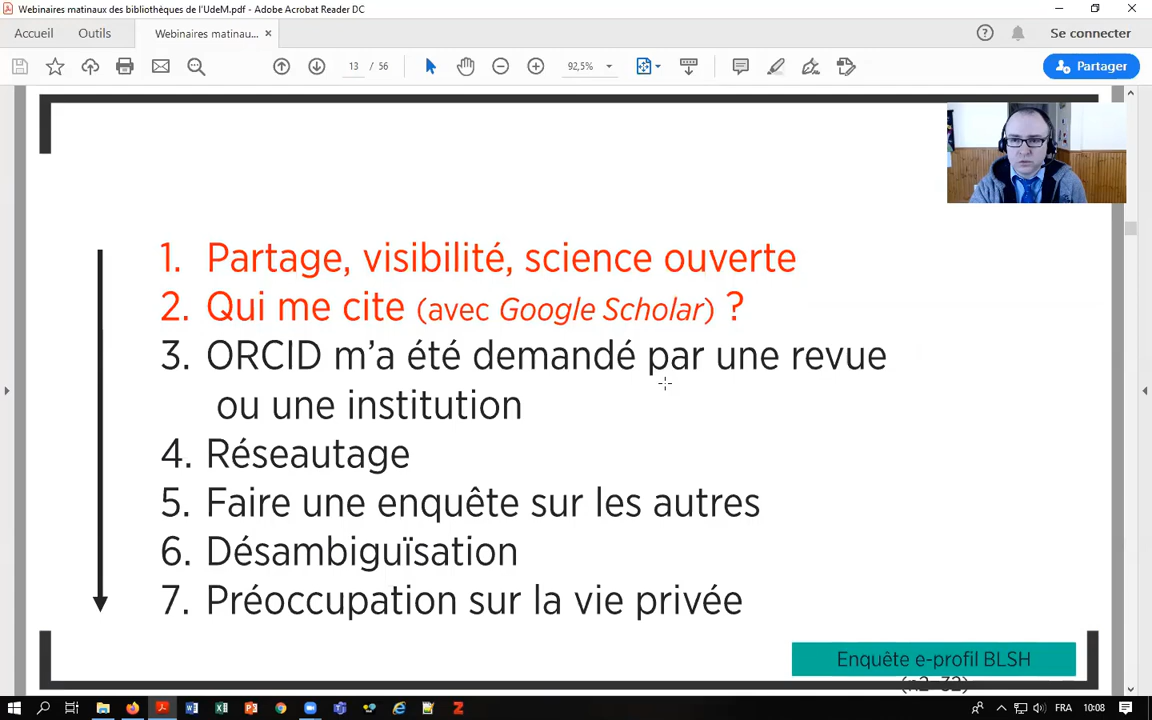 Webinaires matinaux des bibliothèques de l'UdeM.pdf - Adobe Acrobat Reader DC
Accueil Outils Webinaires matinau... × Se connecter
13 / 56 92,5% Partager
1. Partage, visibilité, science ouverte
2. Qui me cite (avec Google Scholar) ?
3. ORCID m'a été demandé par une revue
ou une institution
4. Réseautage
5. Faire une enquête sur les autres
6. Désambiguïsation
7. Préoccupation sur la vie privée
Enquête e-profil BLSH
FRA 10:08